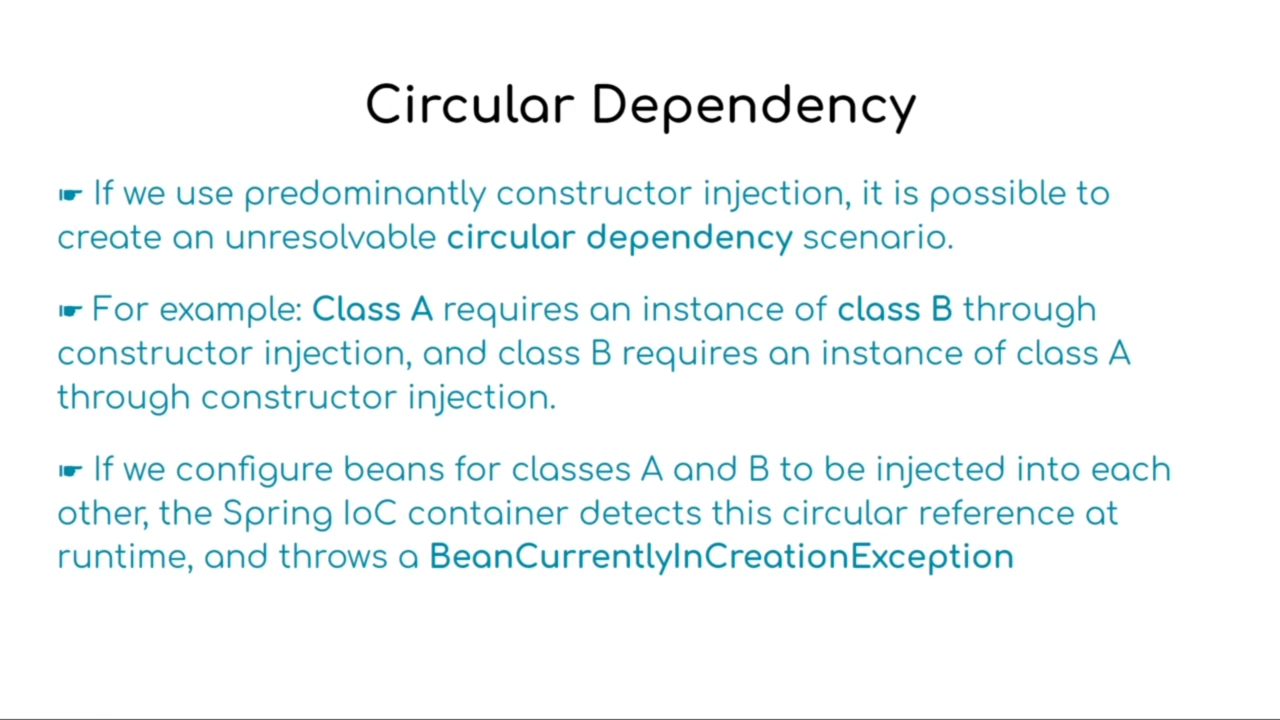 Circular Dependency
☛ If we use predominantly constructor injection, it is possible to
create an unresolvable circular dependency scenario.
☛ For example: Class A requires an instance of class B through
constructor injection, and class B requires an instance of class A
through constructor injection.
☛ If we configure beans for classes A and B to be injected into each
other, the Spring IoC container detects this circular reference at
runtime, and throws a BeanCurrentlyInCreationException